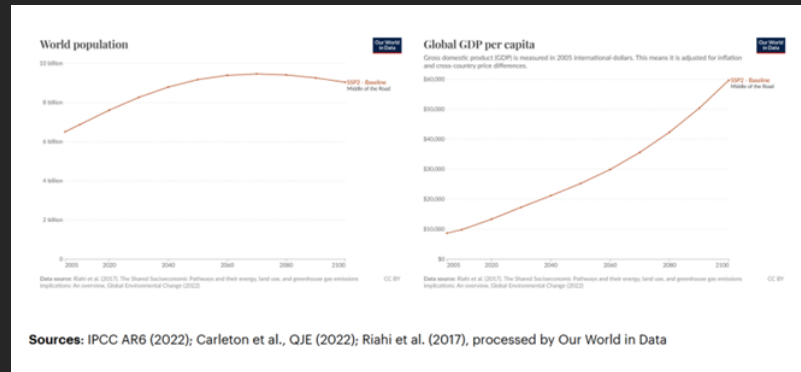 World population
Our World
in Data
10 billion
8 billion
6 billion
4 billion
2 billion
0
2005 2020 2040 2060 2080 2100
SSP2 - Baseline
Middle of the Road
Data source: Riahi et al. (2017). The Shared Socioeconomic Pathways and their energy, land use, and greenhouse gas emissions
implications: An overview, Global Environmental Change (2022)
CC BY
Global GDP per capita
Our World
in Data
Gross domestic product (GDP) is measured in 2005 international-dollars. This means it is adjusted for inflation
and cross-country price differences.
$60,000
$50,000
$40,000
$30,000
$20,000
$10,000
$0
2005 2020 2040 2060 2080 2100
SSP2 - Baseline
Middle of the Road
Data source: Riahi et al. (2017). The Shared Socioeconomic Pathways and their energy, land use, and greenhouse gas emissions
implications: An overview, Global Environmental Change (2022)
CC BY
Sources: IPCC AR6 (2022); Carleton et al., QJE (2022); Riahi et al. (2017), processed by Our World in Data